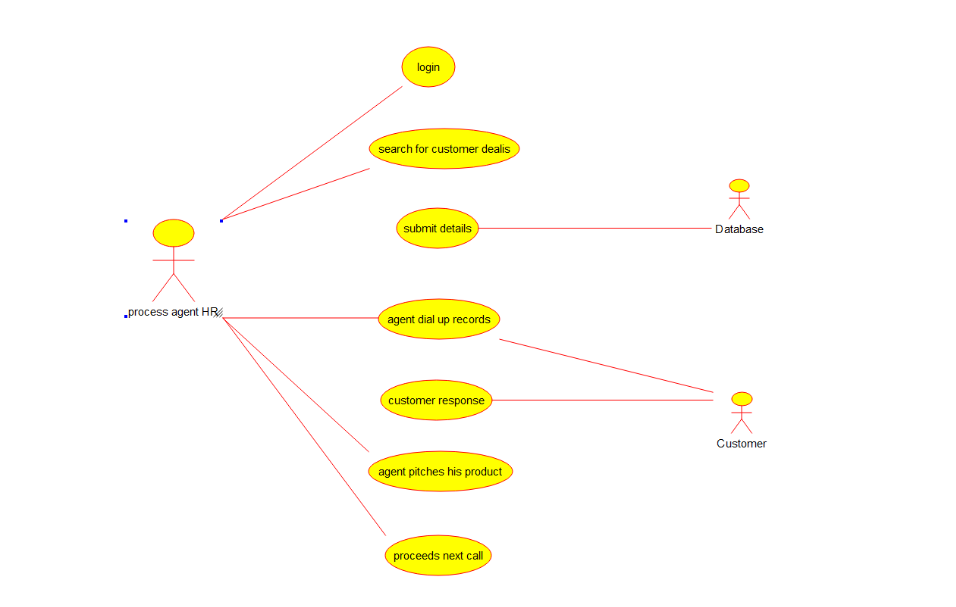 login
search for customer dealis
submit details
Database
process agent HR
agent dial up records
customer response
Customer
agent pitches his product
proceeds next call